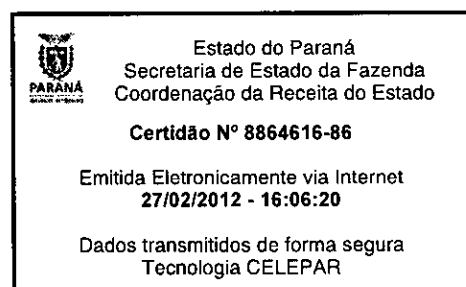 Estado do Paraná
Secretaria de Estado da Fazenda
Coordenação da Receita do Estado
PARANÁ
Certidão Nº 8864616-86
Emitida Eletronicamente via Internet
27/02/2012 - 16:06:20
Dados transmitidos de forma segura
Tecnologia CELEPAR